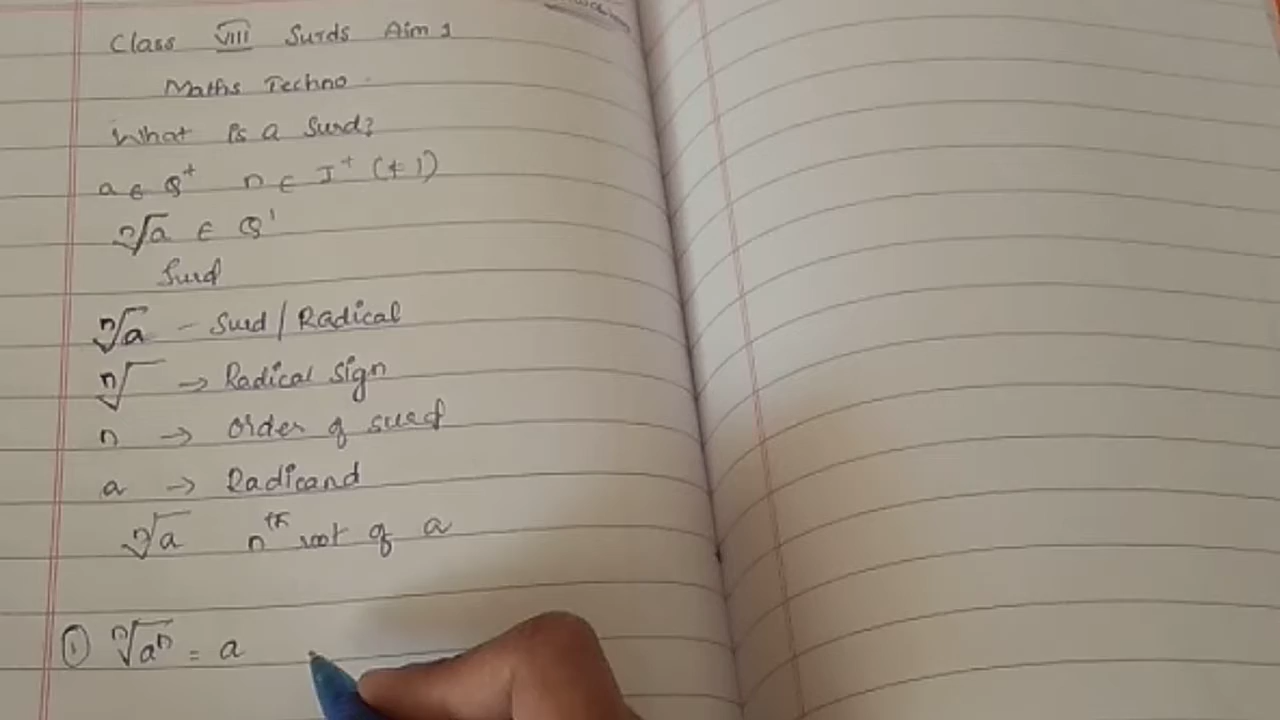 Class VIII Surds Aim 1
Maths Techno
What is a Surd?
a ∈ Q⁺ n ∈ I⁺ (≠ 1)
ⁿ√a ∈ Q'
Surd
ⁿ√a - Surd / Radical
ⁿ√ → Radical sign
n → order of surd
a → Radicand
ⁿ√a nᵗʰ root of a
① ⁿ√aⁿ = a